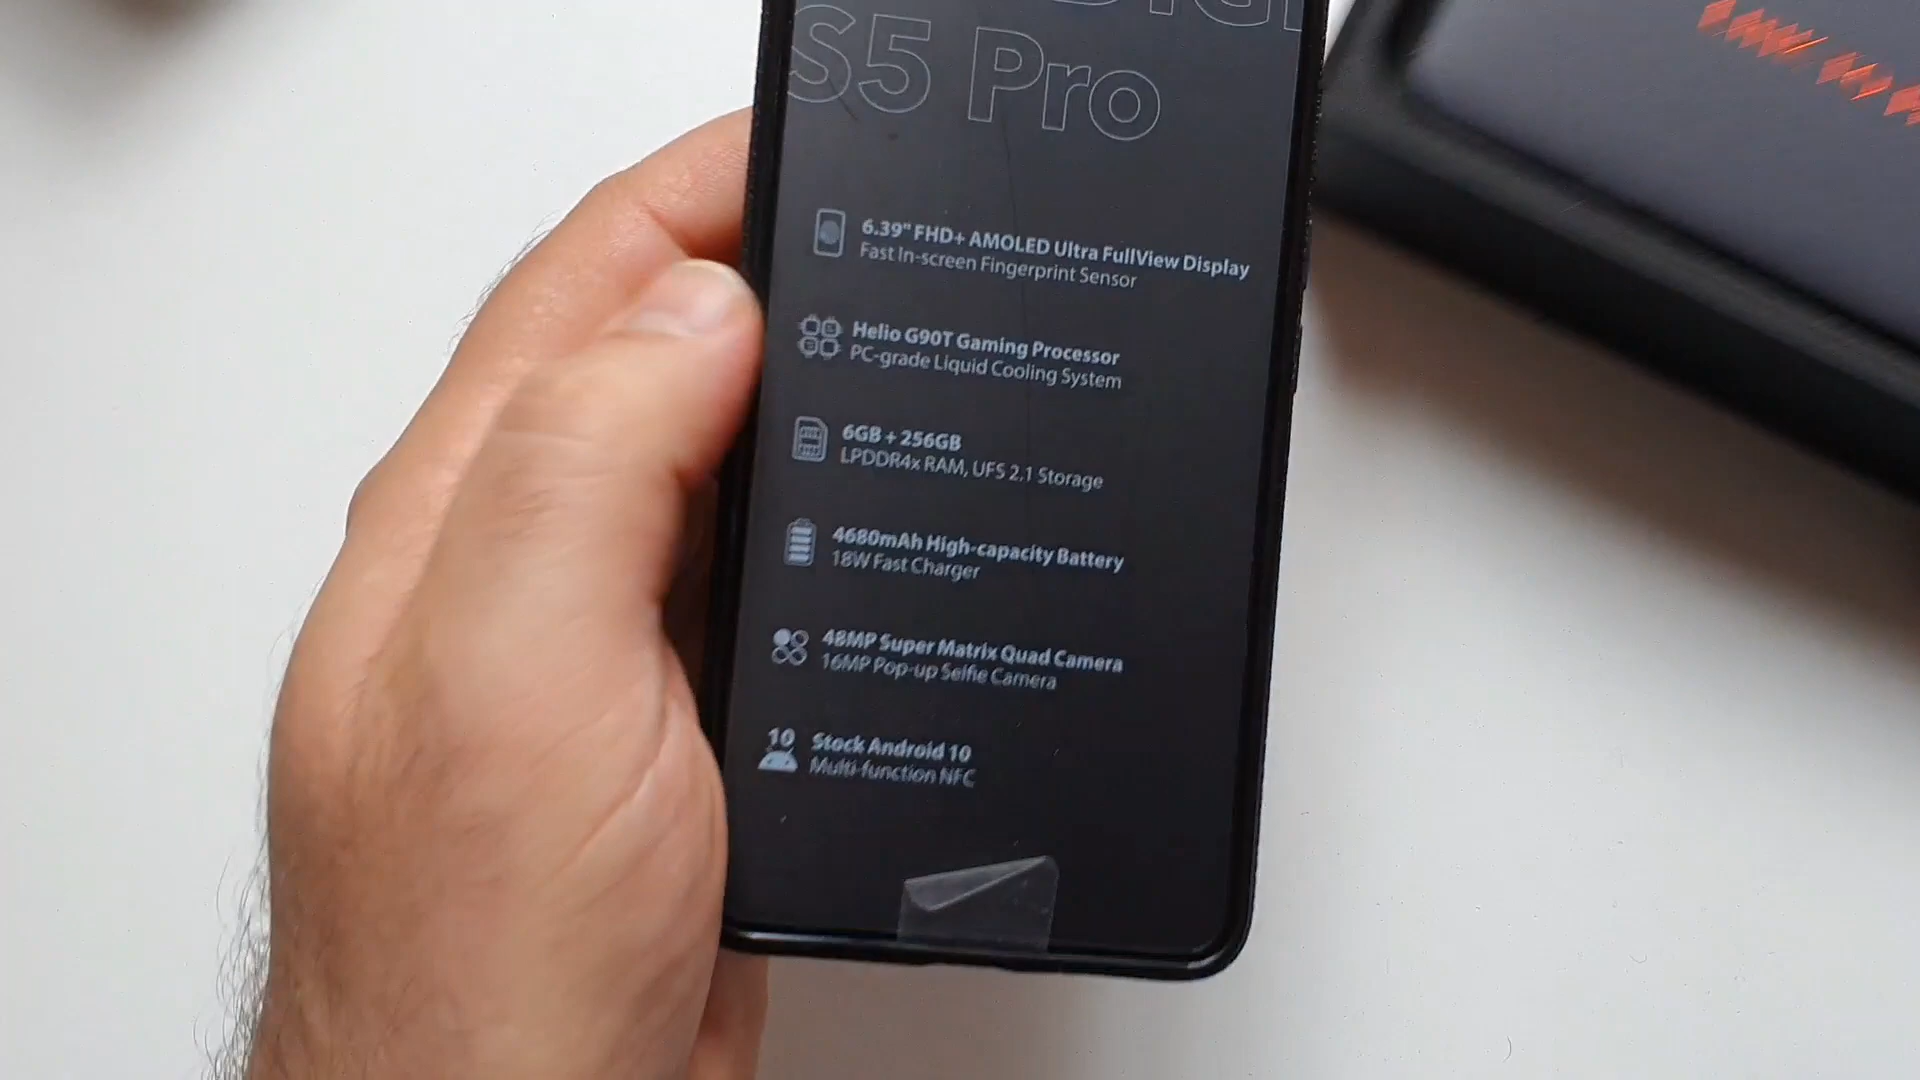 S5 Pro
6.39" FHD+ AMOLED Ultra FullView Display
Fast In-screen Fingerprint Sensor
Helio G90T Gaming Processor
PC-grade Liquid Cooling System
6GB + 256GB
LPDDR4x RAM, UFS 2.1 Storage
4680mAh High-capacity Battery
18W Fast Charger
48MP Super Matrix Quad Camera
16MP Pop-up Selfie Camera
10
Stock Android 10
Multi-function NFC